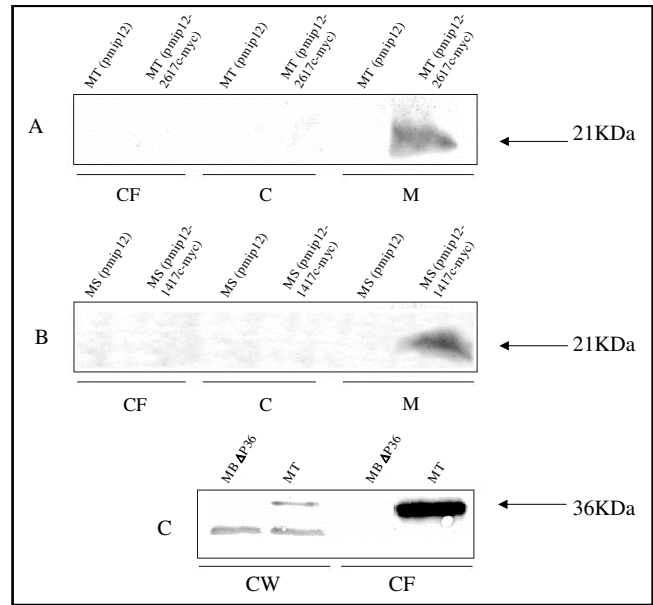 MT (pmip12)
MT (pmip12-
2617c-myc)
MT (pmip12)
MT (pmip12-
2617c-myc)
MT (pmip12)
MT (pmip12-
2617c-myc)
A
21KDa
CF
C
M
MS (pmip12)
MS (pmip12-
1417c-myc)
MS (pmip12)
MS (pmip12-
1417c-myc)
MS (pmip12)
MS (pmip12-
1417c-myc)
B
21KDa
CF
C
M
MBΔP36
MT
MBΔP36
MT
C
36KDa
CW
CF